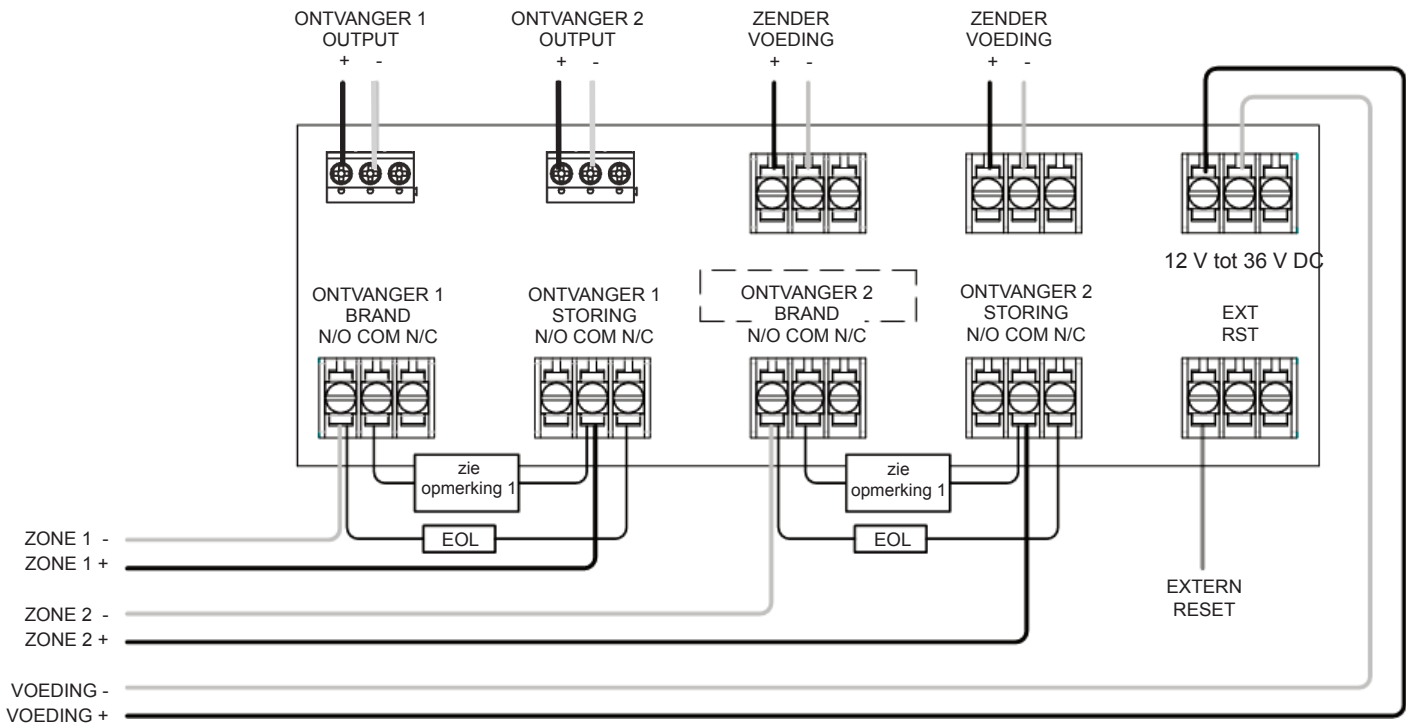 ONTVANGER 1
OUTPUT
+ -
ONTVANGER 2
OUTPUT
+ -
ZENDER
VOEDING
+ -
ZENDER
VOEDING
+ -
12 V tot 36 V DC
ONTVANGER 1
BRAND
N/O COM N/C
ONTVANGER 1
STORING
N/O COM N/C
ONTVANGER 2
BRAND
N/O COM N/C
ONTVANGER 2
STORING
N/O COM N/C
EXT
RST
zie
opmerking 1
zie
opmerking 1
EOL
EOL
ZONE 1 -
ZONE 1 +
ZONE 2 -
ZONE 2 +
EXTERN
RESET
VOEDING -
VOEDING +